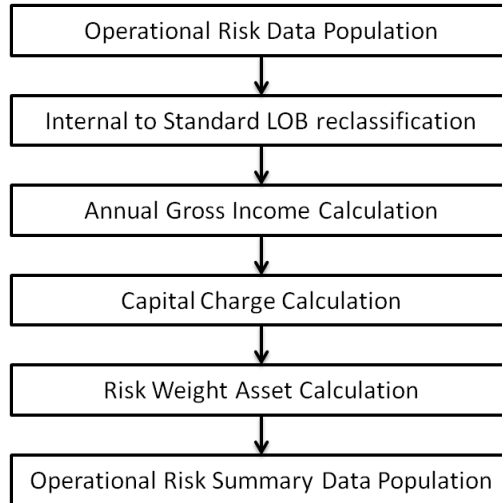 Operational Risk Data Population
Internal to Standard LOB reclassification
Annual Gross Income Calculation
Capital Charge Calculation
Risk Weight Asset Calculation
Operational Risk Summary Data Population